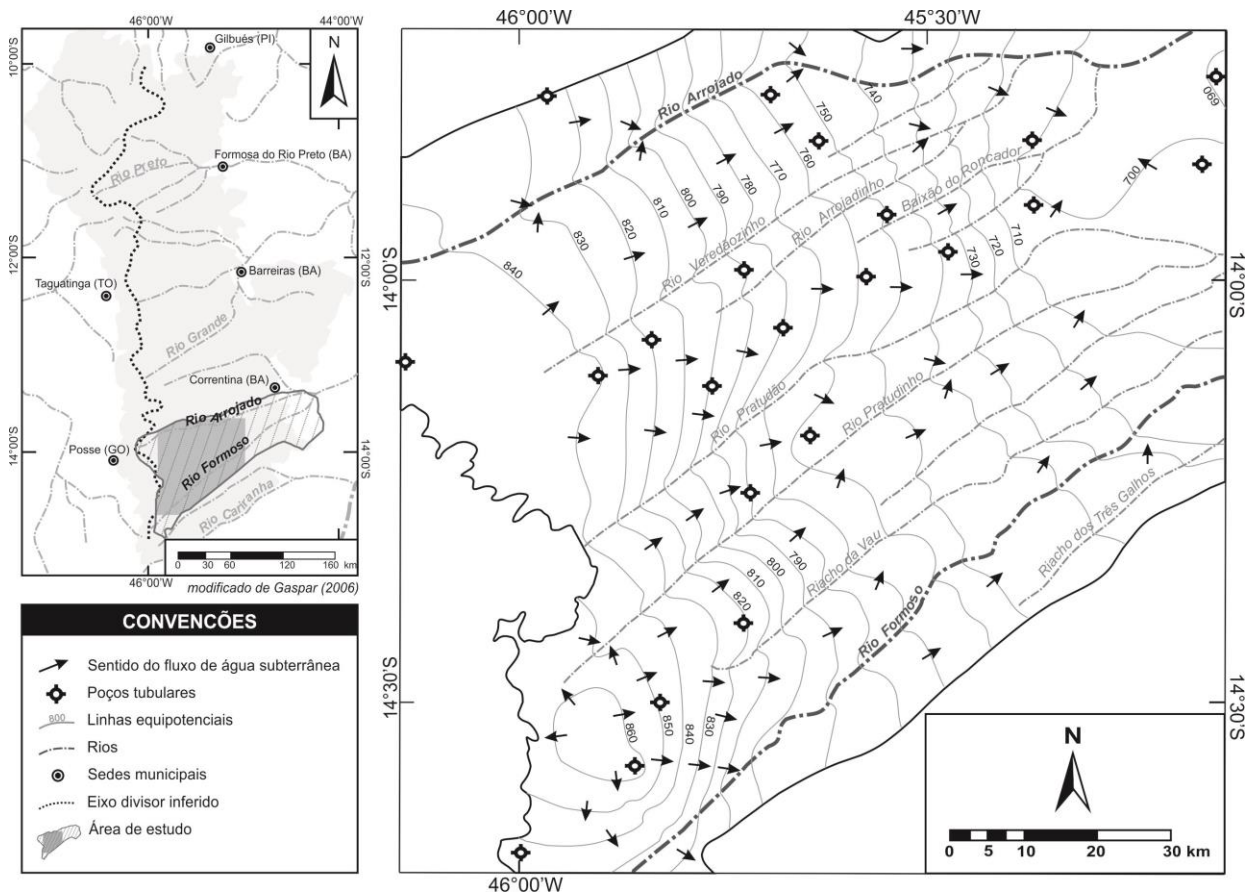 46°00'W
44°00'W
Gilbués (PI)
N
10°00'S
Formosa do Rio Preto (BA)
Rio Preto
12°00'S
12°00'S
Barreiras (BA)
Taguatinga (TO)
Rio Grande
Correntina (BA)
Rio Arrojado
14°00'S
14°00'S
Posse (GO)
Rio Formoso
Rio Cariranha
0 30 60 120 160 km
46°00'W
modificado de Gaspar (2006)
CONVENCÕES
Sentido do fluxo de água subterrânea
Poços tubulares
800
Linhas equipotenciais
Rios
Sedes municipais
Eixo divisor inferido
Área de estudo
46°00'W
45°30'W
Rio Arrojado
750
740
690
760
770
780
790
800
810
820
830
840
700
Rio Veredãozinho
Rio Arrojadinho
Baixão do Roncador
710
720
730
14°00'S
14°00'S
Rio Pratudão
Rio Pratudinho
790
800
810
820
Riacho da Vau
Rio Formoso
Riacho dos Três Galhos
14°30'S
14°30'S
860
850
840
830
N
0 5 10 20 30 km
46°00'W